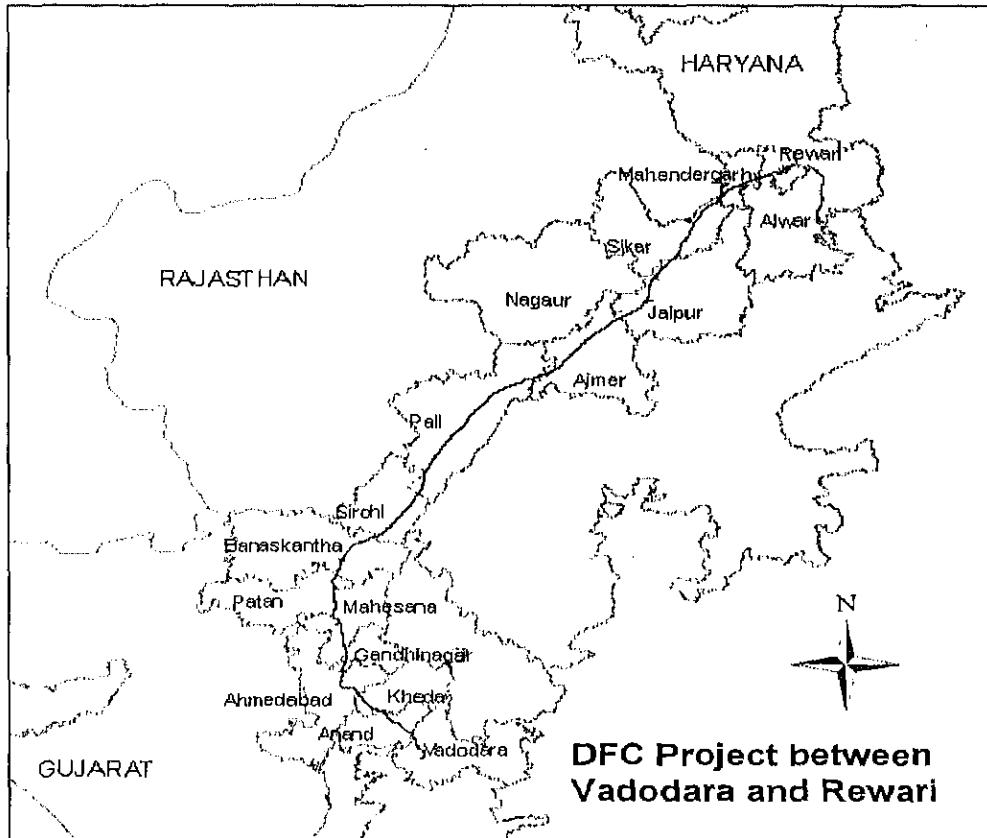 HARYANA
Rewari
Mahendergarh
Alwar
Sikar
RAJASTHAN
Nagaur
Jaipur
Ajmer
Pali
Sirohi
Banaskantha
Patan
Mahesana
N
Gandhinagar
Ahmedabad
Kheda
Anand
Vadodara
GUJARAT
DFC Project between
Vadodara and Rewari